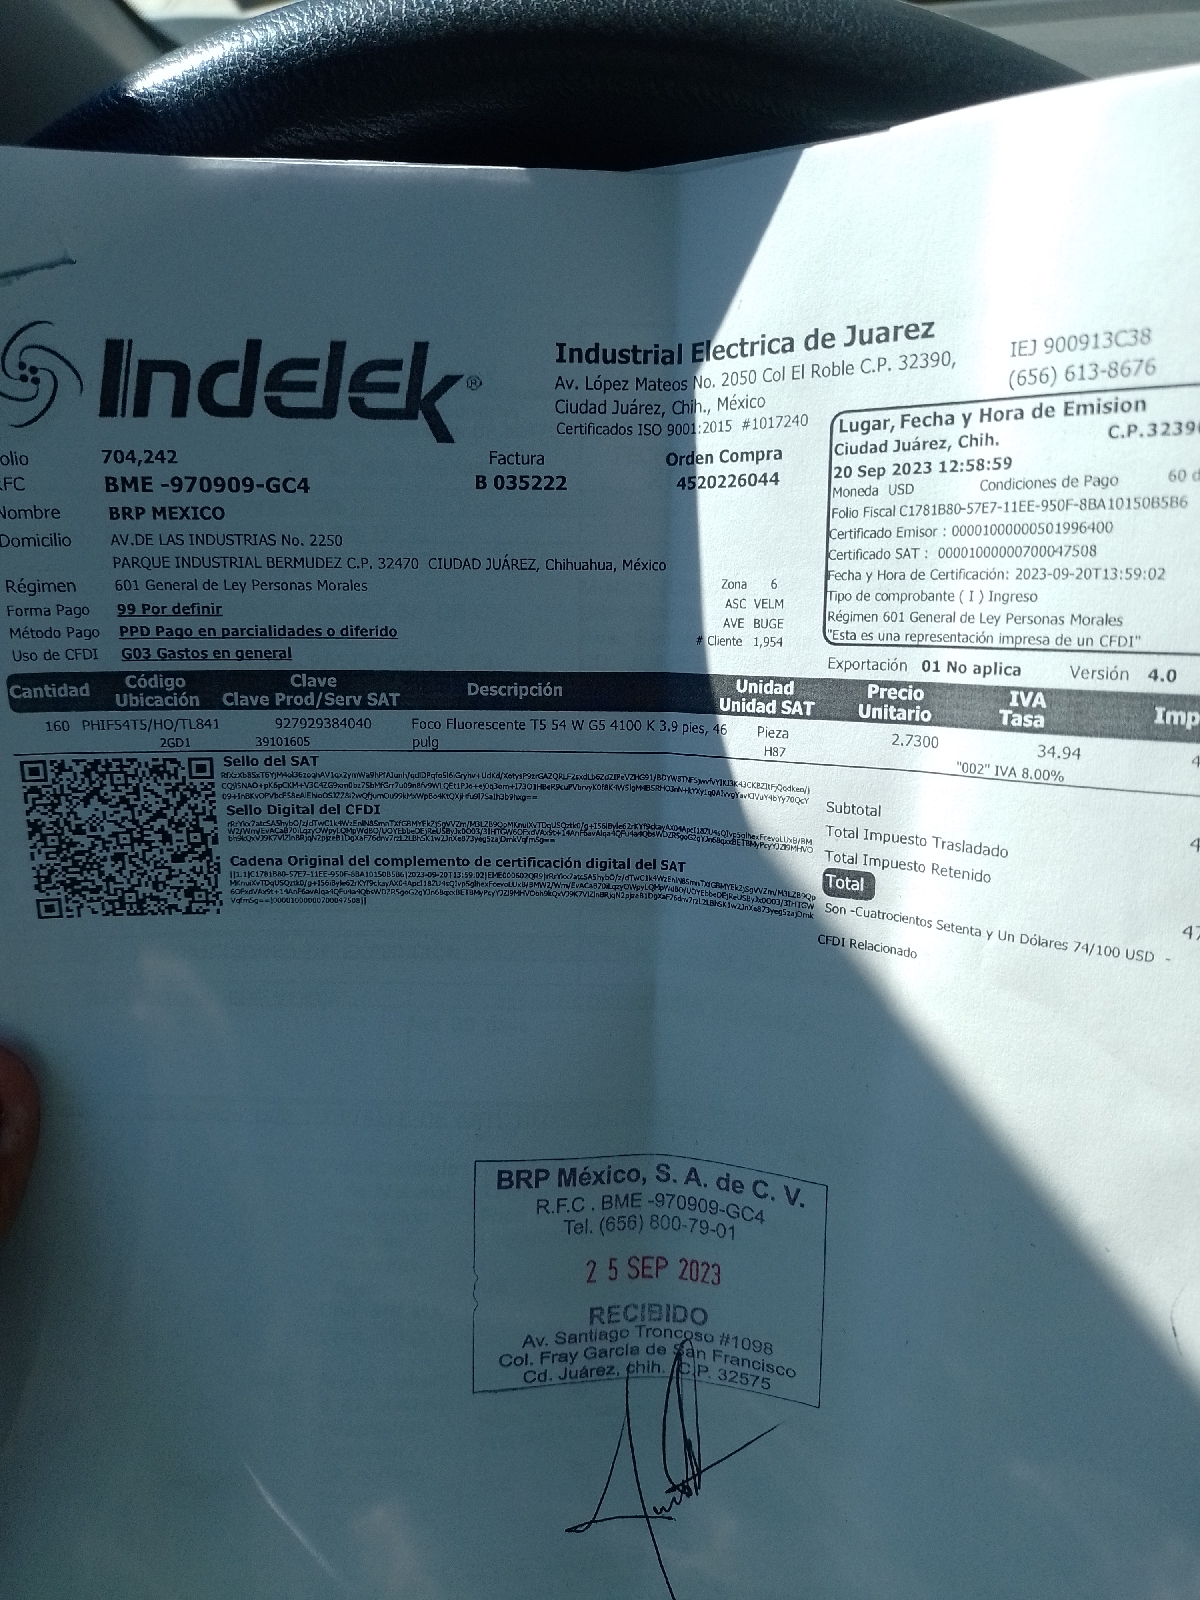 Indelek®
Industrial Electrica de Juarez
Av. López Mateos No. 2050 Col El Roble C.P. 32390,
Ciudad Juárez, Chih., México
Certificados ISO 9001:2015 #1017240
IEJ 900913C38
(656) 613-8676
olio 704,242
FC BME -970909-GC4
Factura
B 035222
Orden Compra
4520226044
Nombre BRP MEXICO
Domicilio AV.DE LAS INDUSTRIAS No. 2250
PARQUE INDUSTRIAL BERMUDEZ C.P. 32470 CIUDAD JUÁREZ, Chihuahua, México
Régimen 601 General de Ley Personas Morales
Forma Pago 99 Por definir
Método Pago PPD Pago en parcialidades o diferido
Uso de CFDI G03 Gastos en general
Zona 6
ASC VELM
AVE BUGE
# Cliente 1,954
Lugar, Fecha y Hora de Emision
Ciudad Juárez, Chih. C.P.3239
20 Sep 2023 12:58:59
Moneda USD Condiciones de Pago 60 d
Folio Fiscal C1781B80-57E7-11EE-950F-8BA10150B5B6
Certificado Emisor : 00001000000501996400
Certificado SAT : 00001000000700047508
Fecha y Hora de Certificación: 2023-09-20T13:59:02
Tipo de comprobante ( I ) Ingreso
Régimen 601 General de Ley Personas Morales
"Esta es una representación impresa de un CFDI"
Exportación 01 No aplica Versión 4.0
Cantidad Código Ubicación Clave Clave Prod/Serv SAT Descripción Unidad Unidad SAT Precio Unitario IVA Tasa Imp
160 PHIF54T5/HO/TL841 927929384040 Foco Fluorescente T5 54 W G5 4100 K 3.9 pies, 46 Pieza 2.7300 34.94 4
2GD1 39101605 pulg H87 "002" IVA 8.00%
Sello del SAT
Sello Digital del CFDI
Cadena Original del complemento de certificación digital del SAT
Subtotal
Total Impuesto Trasladado 4
Total Impuesto Retenido
Total 47
Son -Cuatrocientos Setenta y Un Dólares 74/100 USD -
CFDI Relacionado
BRP México, S. A. de C. V.
R.F.C . BME -970909-GC4
Tel. (656) 800-79-01
25 SEP 2023
RECIBIDO
Av. Santiago Troncoso #1098
Col. Fray García de San Francisco
Cd. Juárez, chih. C.P. 32575